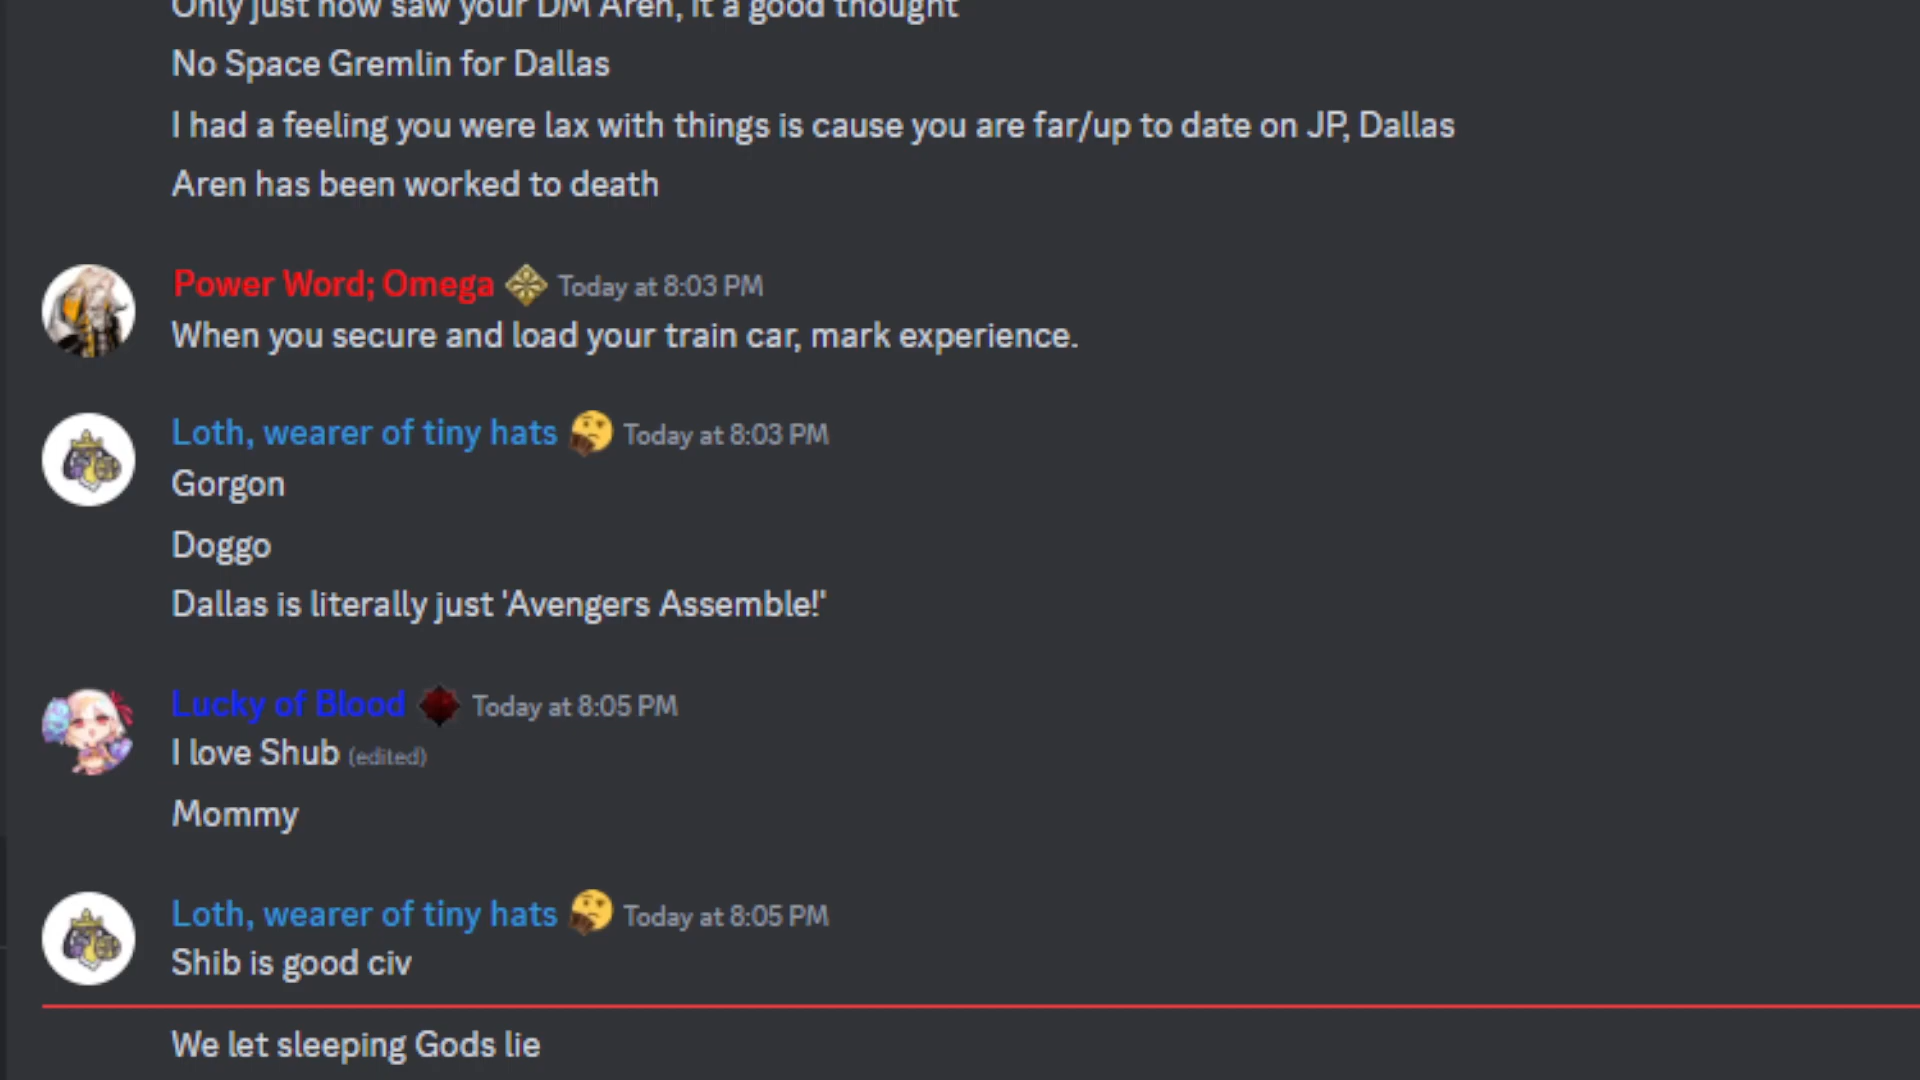 Only just now saw your DM Aren, it a good thought
No Space Gremlin for Dallas
I had a feeling you were lax with things is cause you are far/up to date on JP, Dallas
Aren has been worked to death
Power Word; Omega Today at 8:03 PM
When you secure and load your train car, mark experience.
Loth, wearer of tiny hats Today at 8:03 PM
Gorgon
Doggo
Dallas is literally just 'Avengers Assemble!'
Lucky of Blood Today at 8:05 PM
I love Shub (edited)
Mommy
Loth, wearer of tiny hats Today at 8:05 PM
Shib is good civ
We let sleeping Gods lie